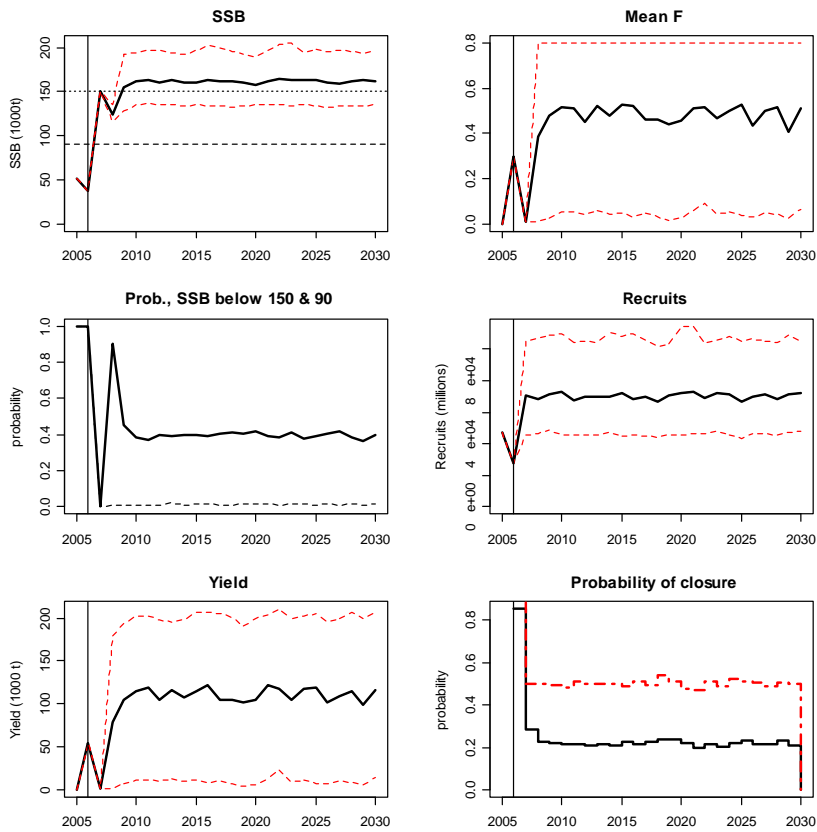 SSB
SSB (1000t)
0 50 100 150 200
2005 2010 2015 2020 2025 2030
Mean F
0.0 0.2 0.4 0.6 0.8
2005 2010 2015 2020 2025 2030
Prob., SSB below 150 & 90
probability
0.0 0.2 0.4 0.6 0.8 1.0
2005 2010 2015 2020 2025 2030
Recruits
Recruits (millions)
0 e+00 4 e+04 8 e+04
2005 2010 2015 2020 2025 2030
Yield
Yield (1000 t)
0 50 100 150 200
2005 2010 2015 2020 2025 2030
Probability of closure
probability
0.0 0.2 0.4 0.6 0.8
2005 2010 2015 2020 2025 2030